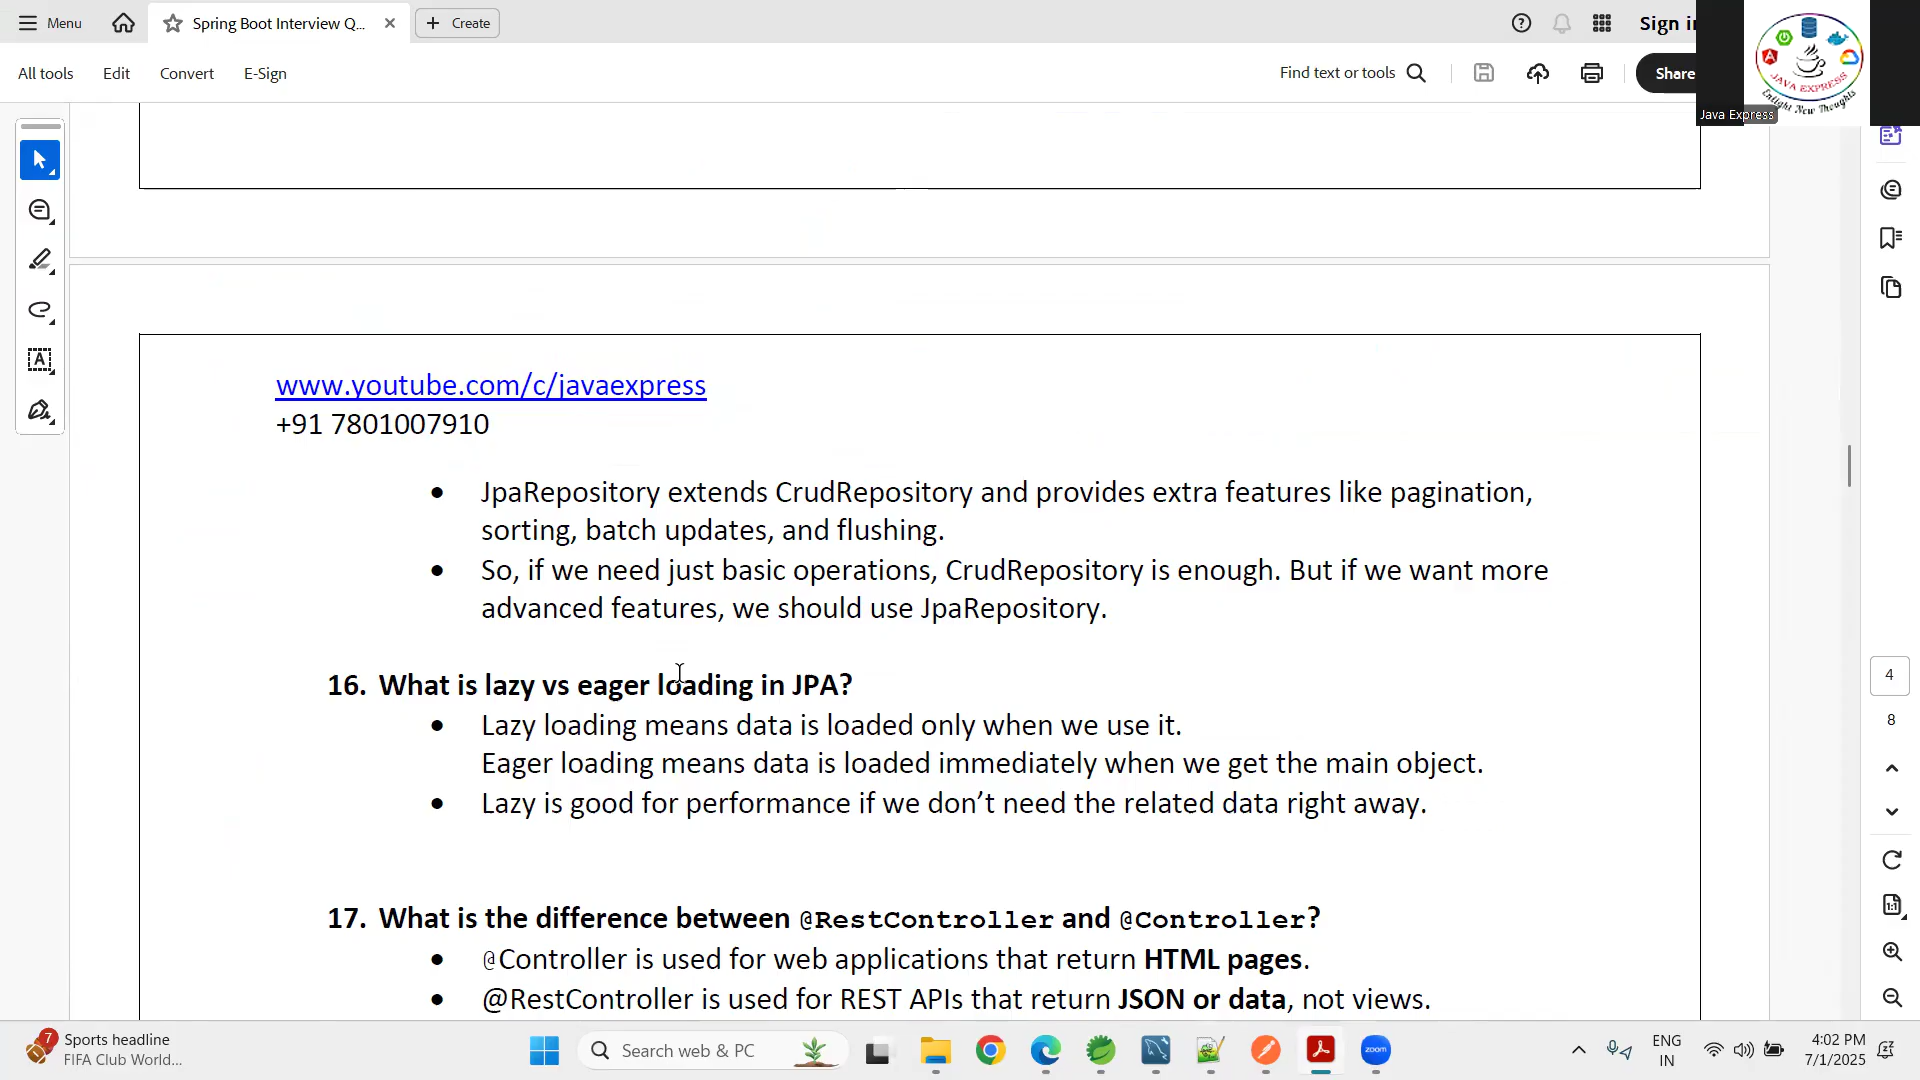 Menu
Spring Boot Interview Q...
Create
Sign in
All tools
Edit
Convert
E-Sign
Find text or tools
Share
JAVA EXPRESS
Enlight New Thoughts
Java Express
www.youtube.com/c/javaexpress
+91 7801007910
• JpaRepository extends CrudRepository and provides extra features like pagination,
sorting, batch updates, and flushing.
• So, if we need just basic operations, CrudRepository is enough. But if we want more
advanced features, we should use JpaRepository.
16. What is lazy vs eager loading in JPA?
• Lazy loading means data is loaded only when we use it.
Eager loading means data is loaded immediately when we get the main object.
• Lazy is good for performance if we don’t need the related data right away.
17. What is the difference between @RestController and @Controller?
• @Controller is used for web applications that return HTML pages.
• @RestController is used for REST APIs that return JSON or data, not views.
4
8
7
Sports headline
FIFA Club World...
Search web & PC
zoom
ENG
IN
4:02 PM
7/1/2025